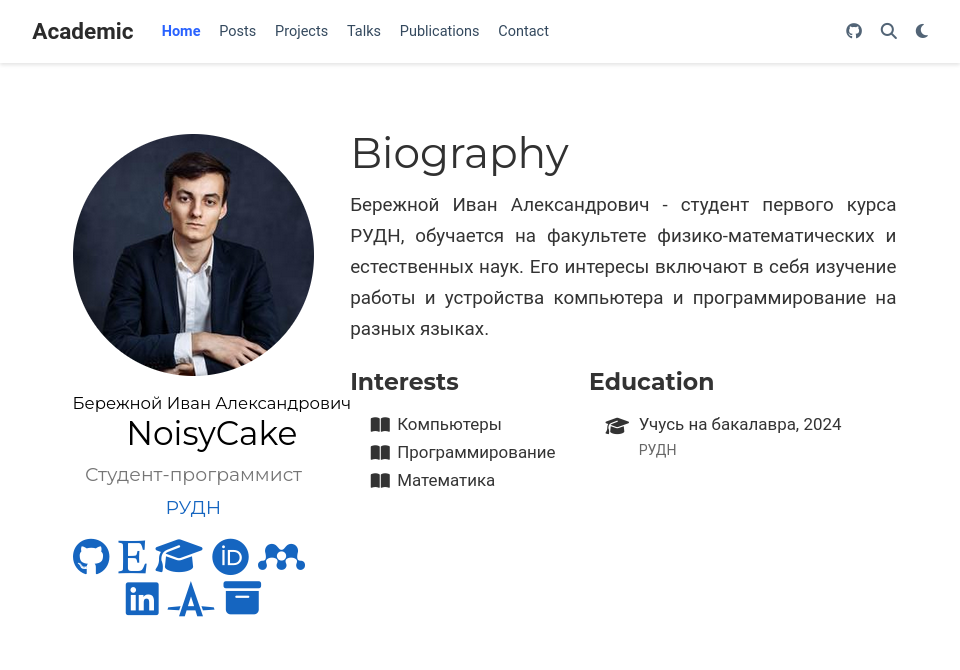 Academic
Home Posts Projects Talks Publications Contact
Biography
Бережной Иван Александрович - студент первого курса
РУДН, обучается на факультете физико-математических и
естественных наук. Его интересы включают в себя изучение
работы и устройства компьютера и программирование на
разных языках.
Бережной Иван Александрович
NoisyCake
Студент-программист
РУДН
Interests
Компьютеры
Программирование
Математика
Education
Учусь на бакалавра, 2024
РУДН